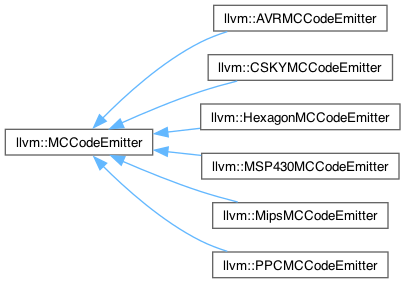 llvm::AVRMCCodeEmitter
llvm::CSKYMCCodeEmitter
llvm::HexagonMCCodeEmitter
llvm::MCCodeEmitter
llvm::MSP430MCCodeEmitter
llvm::MipsMCCodeEmitter
llvm::PPCMCCodeEmitter